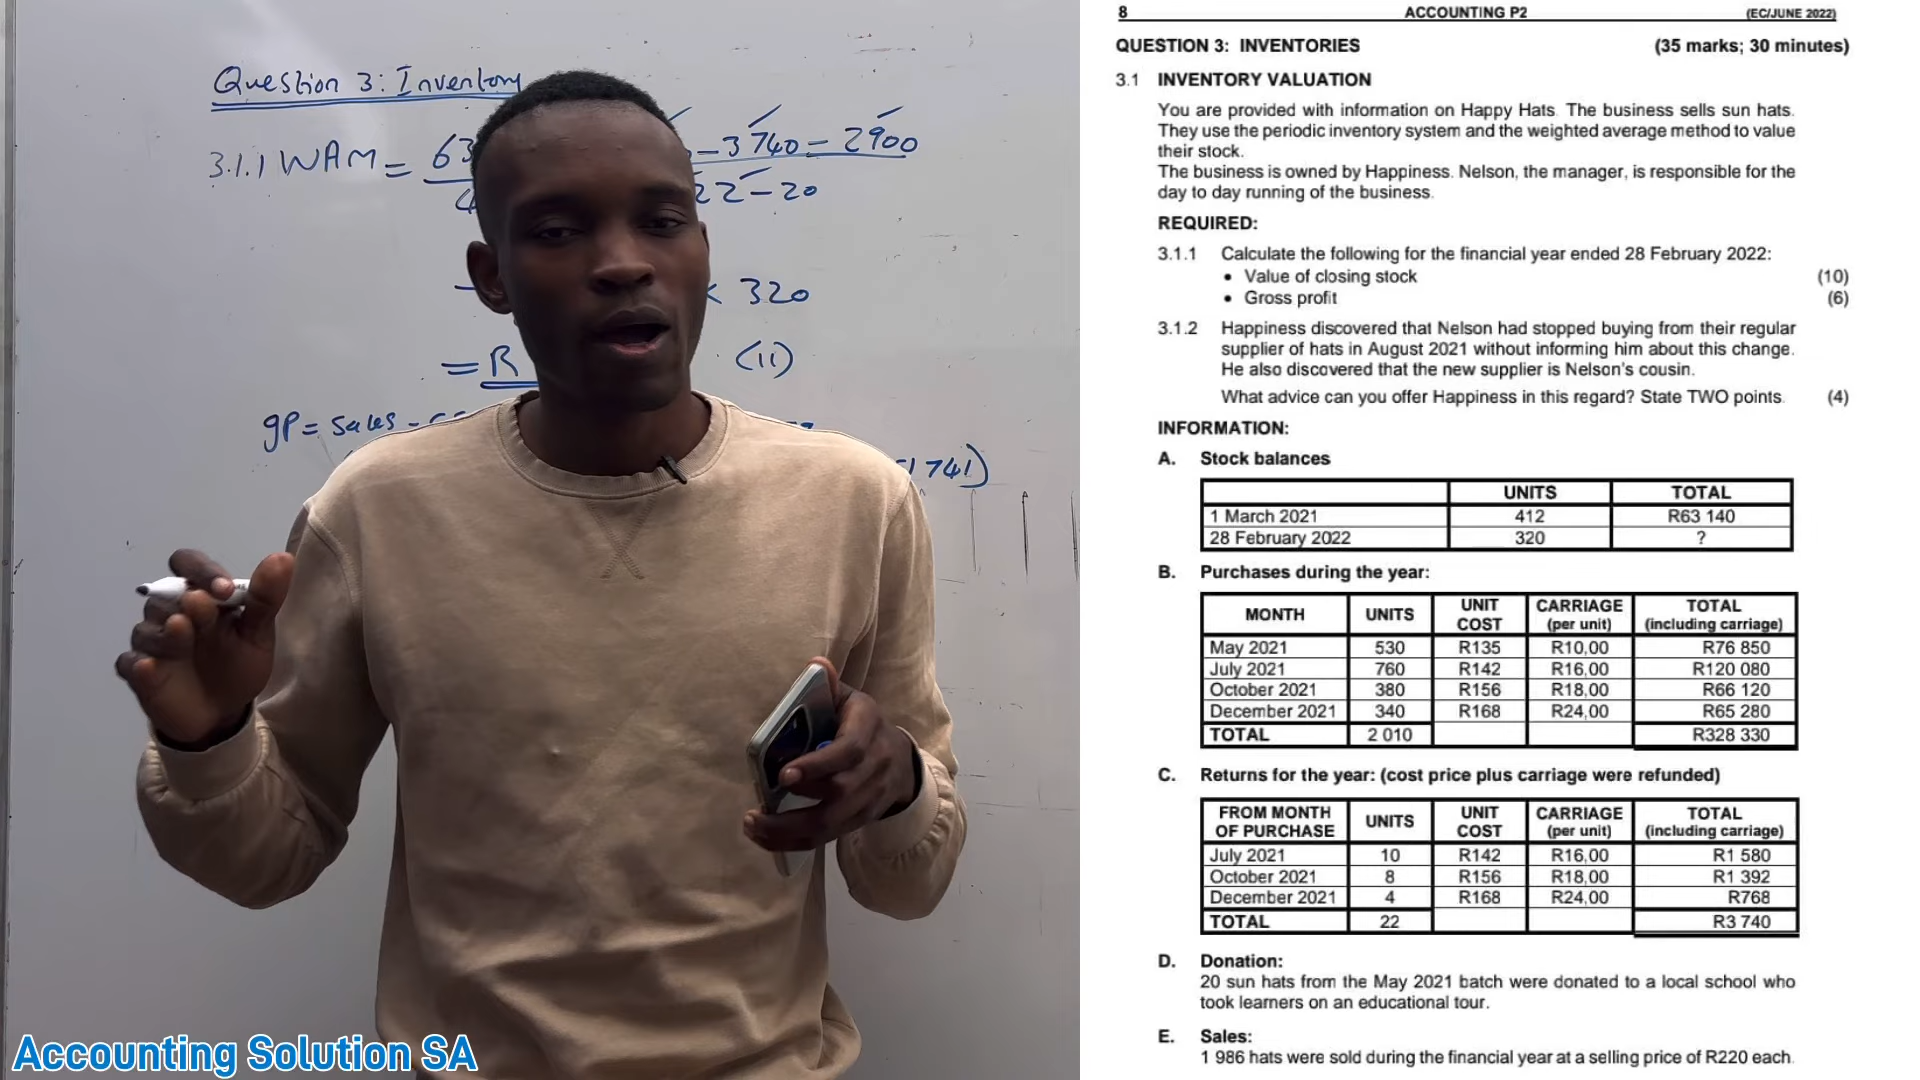 Question 3: Inventory
3.1.1 WAM = 63 - 3 740 - 2900
22 - 20
× 320
= R (11)
gp = Sales -
1 741)
Accounting Solution SA
8 ACCOUNTING P2 (EC/JUNE 2022)
QUESTION 3: INVENTORIES (35 marks; 30 minutes)
3.1 INVENTORY VALUATION
You are provided with information on Happy Hats. The business sells sun hats.
They use the periodic inventory system and the weighted average method to value
their stock.
The business is owned by Happiness. Nelson, the manager, is responsible for the
day to day running of the business.
REQUIRED:
3.1.1 Calculate the following for the financial year ended 28 February 2022:
• Value of closing stock (10)
• Gross profit (6)
3.1.2 Happiness discovered that Nelson had stopped buying from their regular
supplier of hats in August 2021 without informing him about this change.
He also discovered that the new supplier is Nelson's cousin.
What advice can you offer Happiness in this regard? State TWO points. (4)
INFORMATION:
A. Stock balances
UNITS TOTAL
1 March 2021 412 R63 140
28 February 2022 320 ?
B. Purchases during the year:
MONTH UNITS UNIT COST CARRIAGE (per unit) TOTAL (including carriage)
May 2021 530 R135 R10,00 R76 850
July 2021 760 R142 R16,00 R120 080
October 2021 380 R156 R18,00 R66 120
December 2021 340 R168 R24,00 R65 280
TOTAL 2 010 R328 330
C. Returns for the year: (cost price plus carriage were refunded)
FROM MONTH OF PURCHASE UNITS UNIT COST CARRIAGE (per unit) TOTAL (including carriage)
July 2021 10 R142 R16,00 R1 580
October 2021 8 R156 R18,00 R1 392
December 2021 4 R168 R24,00 R768
TOTAL 22 R3 740
D. Donation:
20 sun hats from the May 2021 batch were donated to a local school who
took learners on an educational tour.
E. Sales:
1 986 hats were sold during the financial year at a selling price of R220 each.